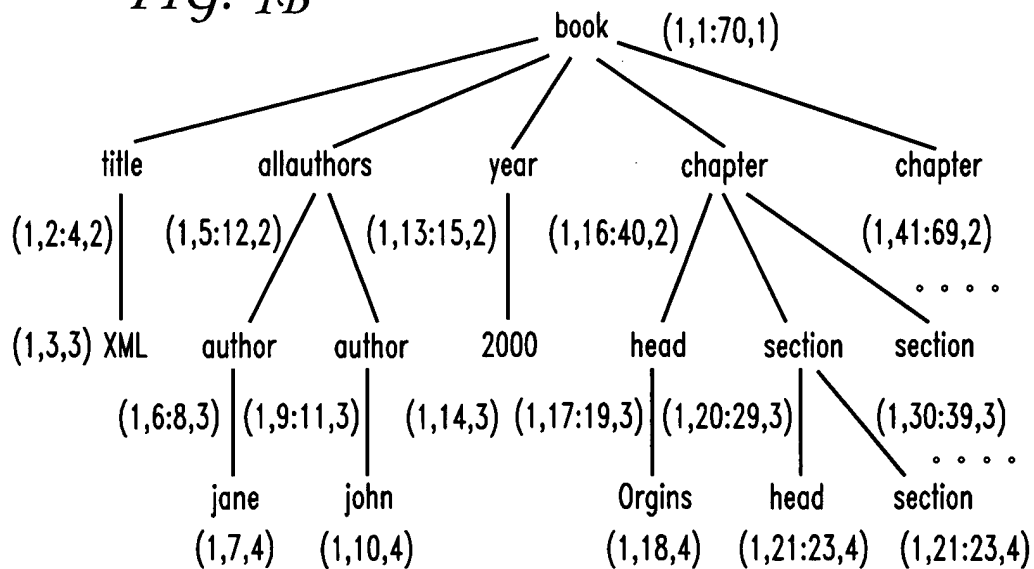 Fig. 1B
book (1,1:70,1)
title allauthors year chapter chapter
(1,2:4,2) (1,5:12,2) (1,13:15,2) (1,16:40,2) (1,41:69,2)
(1,3,3) XML author author 2000 head section section
(1,6:8,3) (1,9:11,3) (1,14,3) (1,17:19,3) (1,20:29,3) (1,30:39,3)
jane john Orgins head section
(1,7,4) (1,10,4) (1,18,4) (1,21:23,4) (1,21:23,4)